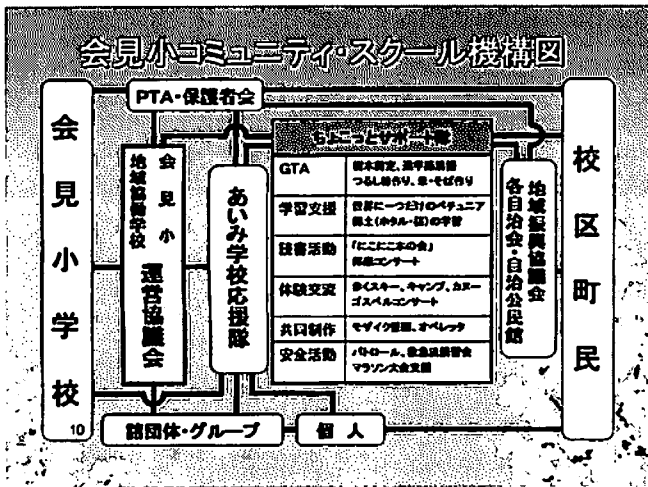 会見小コミュニティ・スクール機構図
会見小学校
10
PTA・保護者会
会見小
地域協働学校
運営協議会
あいみ学校応援隊
ちょこっとサポート隊
GTA
つるし柿作り、米・そば作り
学習支援
世界に一つだけのペチュニア
郷土(ホタル・柿)の学習
読書活動
「にこにこ本の会」
コンサート
体験交流
歩くスキー、キャンプ、カヌー
ゴスペルコンサート
共同制作
モザイク壁画、オペレッタ
安全活動
パトロール、救急法講習会
マラソン大会支援
地域振興協議会
各自治会・自治公民館
校区町民
諸団体・グループ
個人